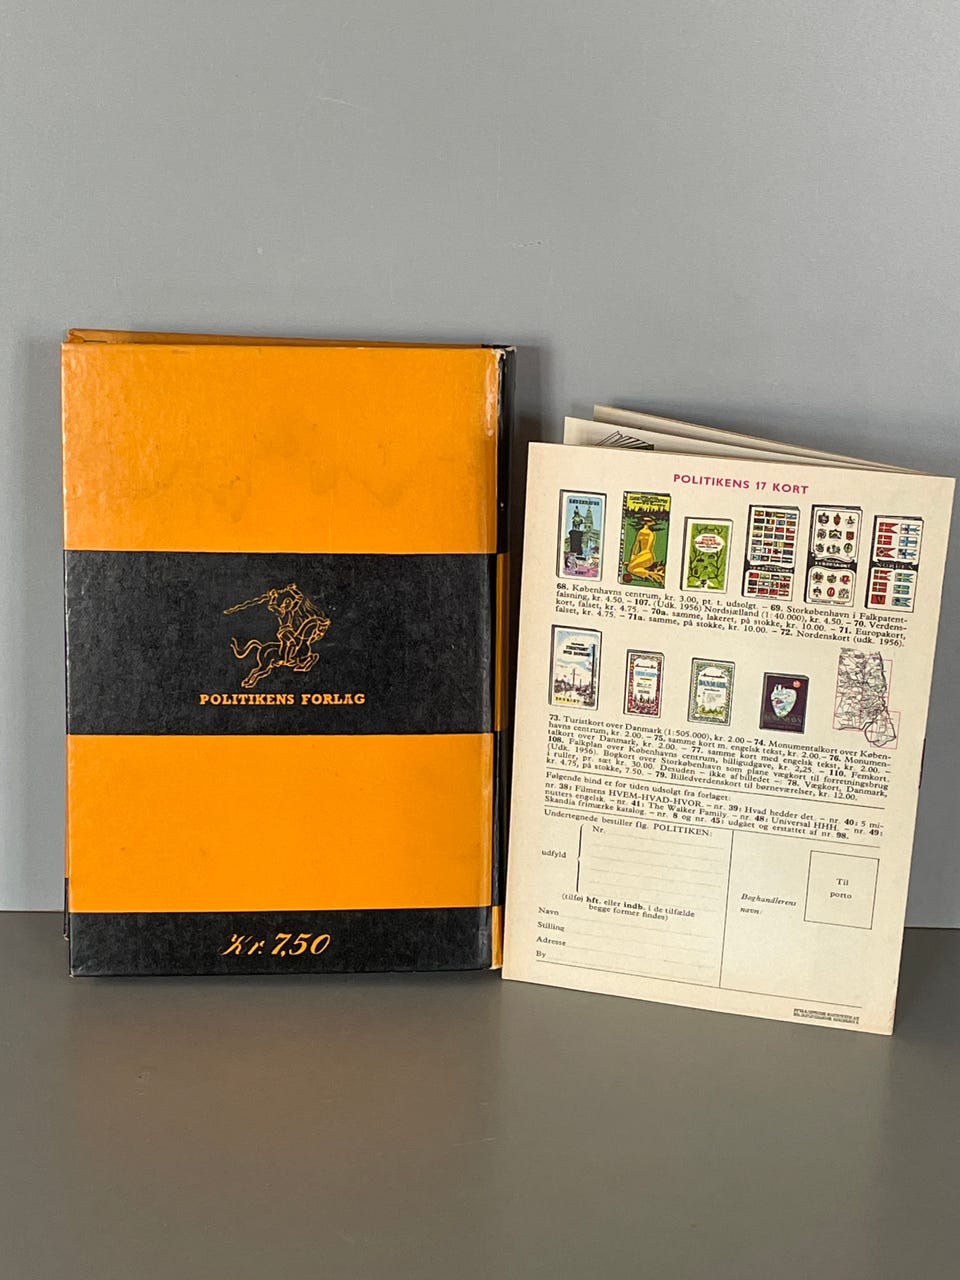 POLITIKENS FORLAG
Kr. 7,50
POLITIKENS 17 KORT
68. Københavns centrum, kr. 3.00, pt. t. udsolgt. – 69. Storkøbenhavn i Falkpatent-
falsning, kr. 4.50. – 107. (Udk. 1956) Nordsjælland (1:40.000), kr. 4.50. – 70. Verdens-
kort, falset, kr. 4.75. – 70a. samme, lakeret, på stokke, kr. 10.00. – 71. Europakort,
falset, kr. 4.75. – 71a. samme, på stokke, kr. 10.00. – 72. Nordenskort (udk. 1956).
KØBENHAVN
NORDEN
DANMARK
73. Turistkort over Danmark (1:505.000), kr. 2.00 – 74. Monumentalkort over Køben-
havns centrum, kr. 2.00. – 75. samme kort m. engelsk tekst, kr. 2.00. – 76. Monumen-
talkort over Danmark, kr. 2.00. – 77. samme kort med engelsk tekst, kr. 2.00. –
108. Falkplan over Københavns centrum, billigudgave, kr. 2,25. – 110. Femkort.
(Udk. 1956). Bogkort over Storkøbenhavn som plane vægkort til forretningsbrug
i ruller, pr. sæt kr. 30.00. Desuden – ikke afbilledet –: 78. Vægkort, Danmark,
kr. 4.75, på stokke, 7.50. – 79. Billedverdenskort til børneværelser, kr. 12.00.
Følgende bind er for tiden udsolgt fra forlaget:
nr. 38: Filmens HVEM-HVAD-HVOR. – nr. 39: Hvad hedder det. – nr. 40: 5 mi-
nutters engelsk. – nr. 41: The Walker Family. – nr. 48: Universal HHH. – nr. 49:
Skandia frimærke katalog. – nr. 8 og nr. 45: udgået og erstattet af nr. 98.
Undertegnede bestiller flg. POLITIKEN:
Nr.
udfyld
(tilføj hft. eller indb. i de tilfælde
begge former findes)
Navn
Stilling
Adresse
By
Boghandlerens
navn:
Til
porto